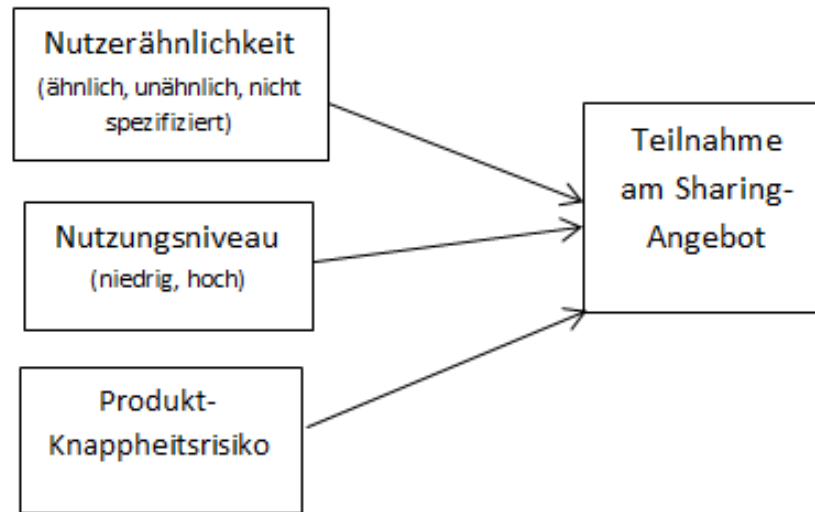 Nutzerähnlichkeit
(ähnlich, unähnlich, nicht
spezifiziert)
Nutzungsniveau
(niedrig, hoch)
Produkt-
Knappheitsrisiko
Teilnahme
am Sharing-
Angebot